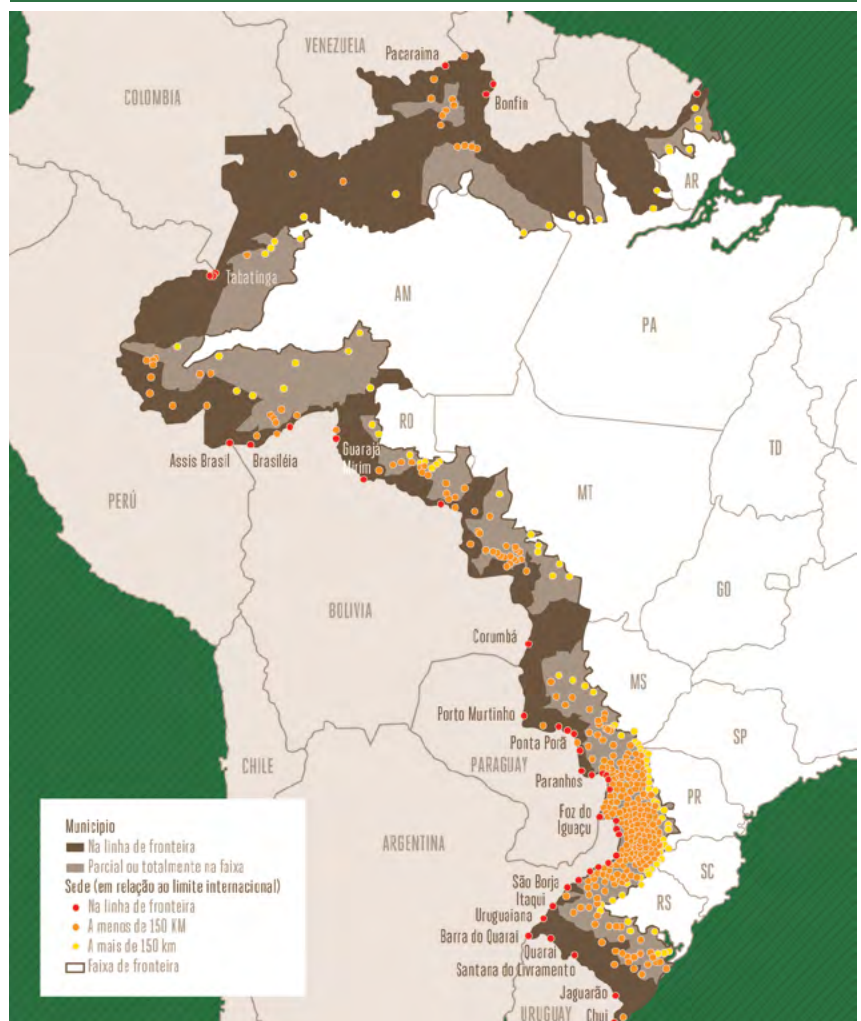 VENEZUELA
Pacaraima
COLOMBIA
Bonfin
AR
Tabatinga
AM
PA
RO
Assis Brasil
Brasiléia
Guarajá
Mirim
TD
PERÚ
MT
GO
BOLIVIA
Corumbá
MS
Porto Murtinho
SP
Ponta Porã
CHILE
PARAGUAY
Paranhos
PR
Foz do
Iguaçu
ARGENTINA
SC
São Borja
RS
Itaqui
Uruguaiana
Barra do Quaraí
Quaraí
Santana do Livramento
Jaguarão
URUGUAY
Chuí
Município
Na linha de fronteira
Parcial ou totalmente na faixa
Sede (em relação ao limite internacional)
Na linha de fronteira
A menos de 150 KM
A mais de 150 km
Faixa de fronteira